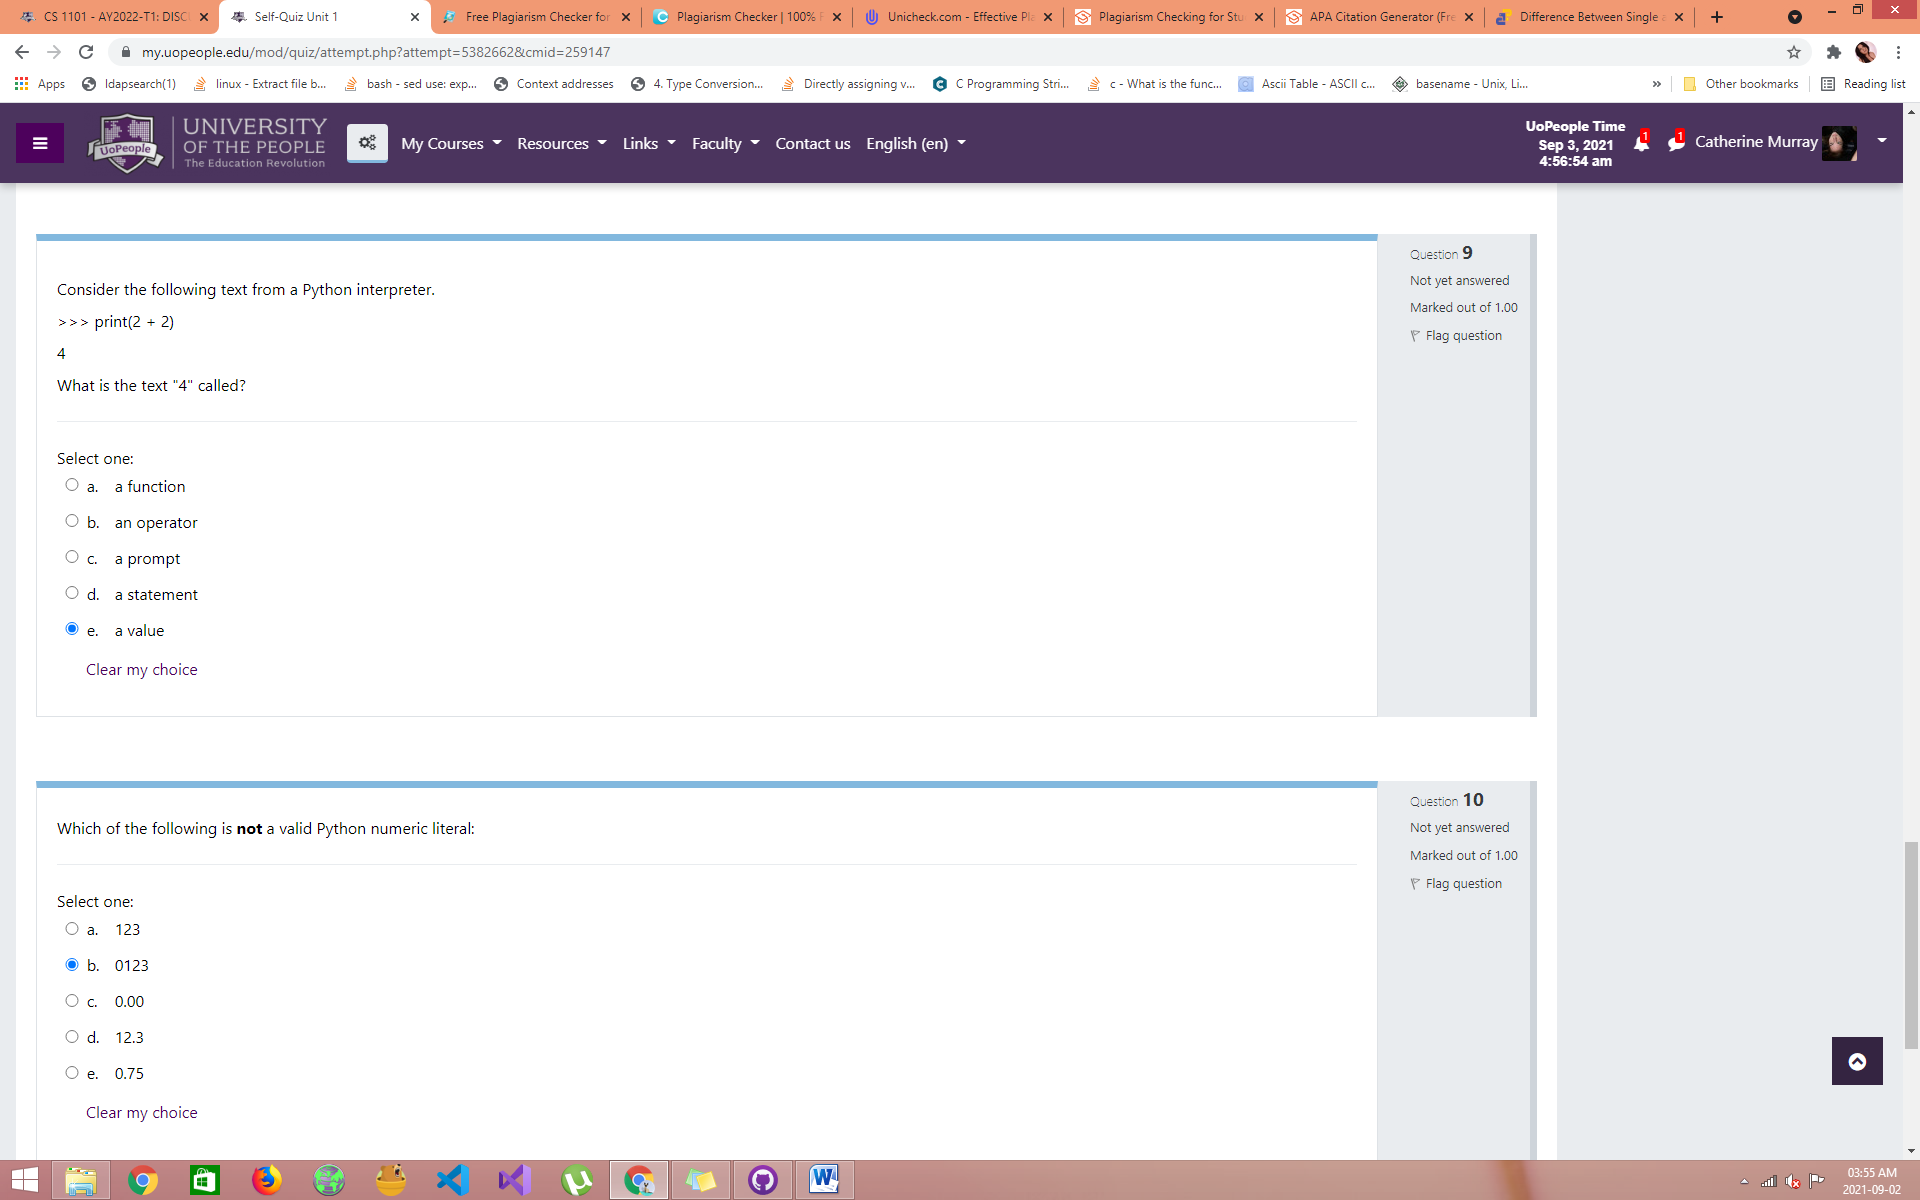 CS 1101 - AY2022-T1: DISC
Self-Quiz Unit 1
Free Plagiarism Checker for
Plagiarism Checker | 100% F
Unicheck.com - Effective Pla
Plagiarism Checking for Stu
APA Citation Generator (Fre
Difference Between Single a
my.uopeople.edu/mod/quiz/attempt.php?attempt=5382662&cmid=259147
Apps
ldapsearch(1)
linux - Extract file b...
bash - sed use: exp...
Context addresses
4. Type Conversion...
Directly assigning v...
C Programming Stri...
c - What is the func...
Ascii Table - ASCII c...
basename - Unix, Li...
»
Other bookmarks
Reading list
UoPeople
UNIVERSITY
OF THE PEOPLE
The Education Revolution
My Courses
Resources
Links
Faculty
Contact us
English (en)
UoPeople Time
Sep 3, 2021
4:56:54 am
1
1
Catherine Murray
Consider the following text from a Python interpreter.
>>> print(2 + 2)
4
What is the text "4" called?
Select one:
a. a function
b. an operator
c. a prompt
d. a statement
e. a value
Clear my choice
Question 9
Not yet answered
Marked out of 1.00
Flag question
Which of the following is not a valid Python numeric literal:
Select one:
a. 123
b. 0123
c. 0.00
d. 12.3
e. 0.75
Clear my choice
Question 10
Not yet answered
Marked out of 1.00
Flag question
03:55 AM
2021-09-02